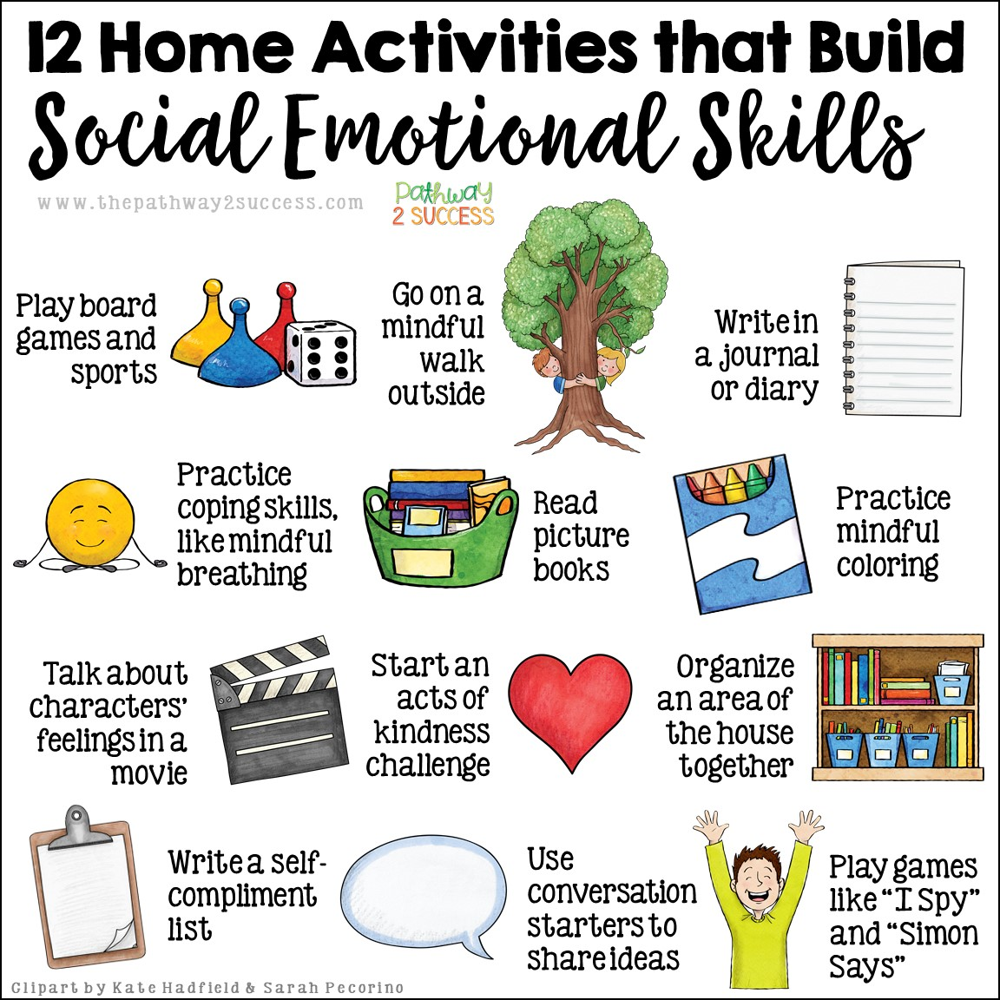 12 Home Activities that Build
Social Emotional Skills
www.thepathway2success.com
Pathway
2 SUCCESS
Play board
games and
sports
Go on a
mindful
walk
outside
Write in
a journal
or diary
Practice
coping skills,
like mindful
breathing
Read
picture
books
Practice
mindful
coloring
Talk about
characters'
feelings in a
movie
Start an
acts of
kindness
challenge
Organize
an area of
the house
together
Write a self-
compliment
list
Use
conversation
starters to
share ideas
Play games
like “I Spy”
and “Simon
Says”
Clipart by Kate Hadfield & Sarah Pecorino